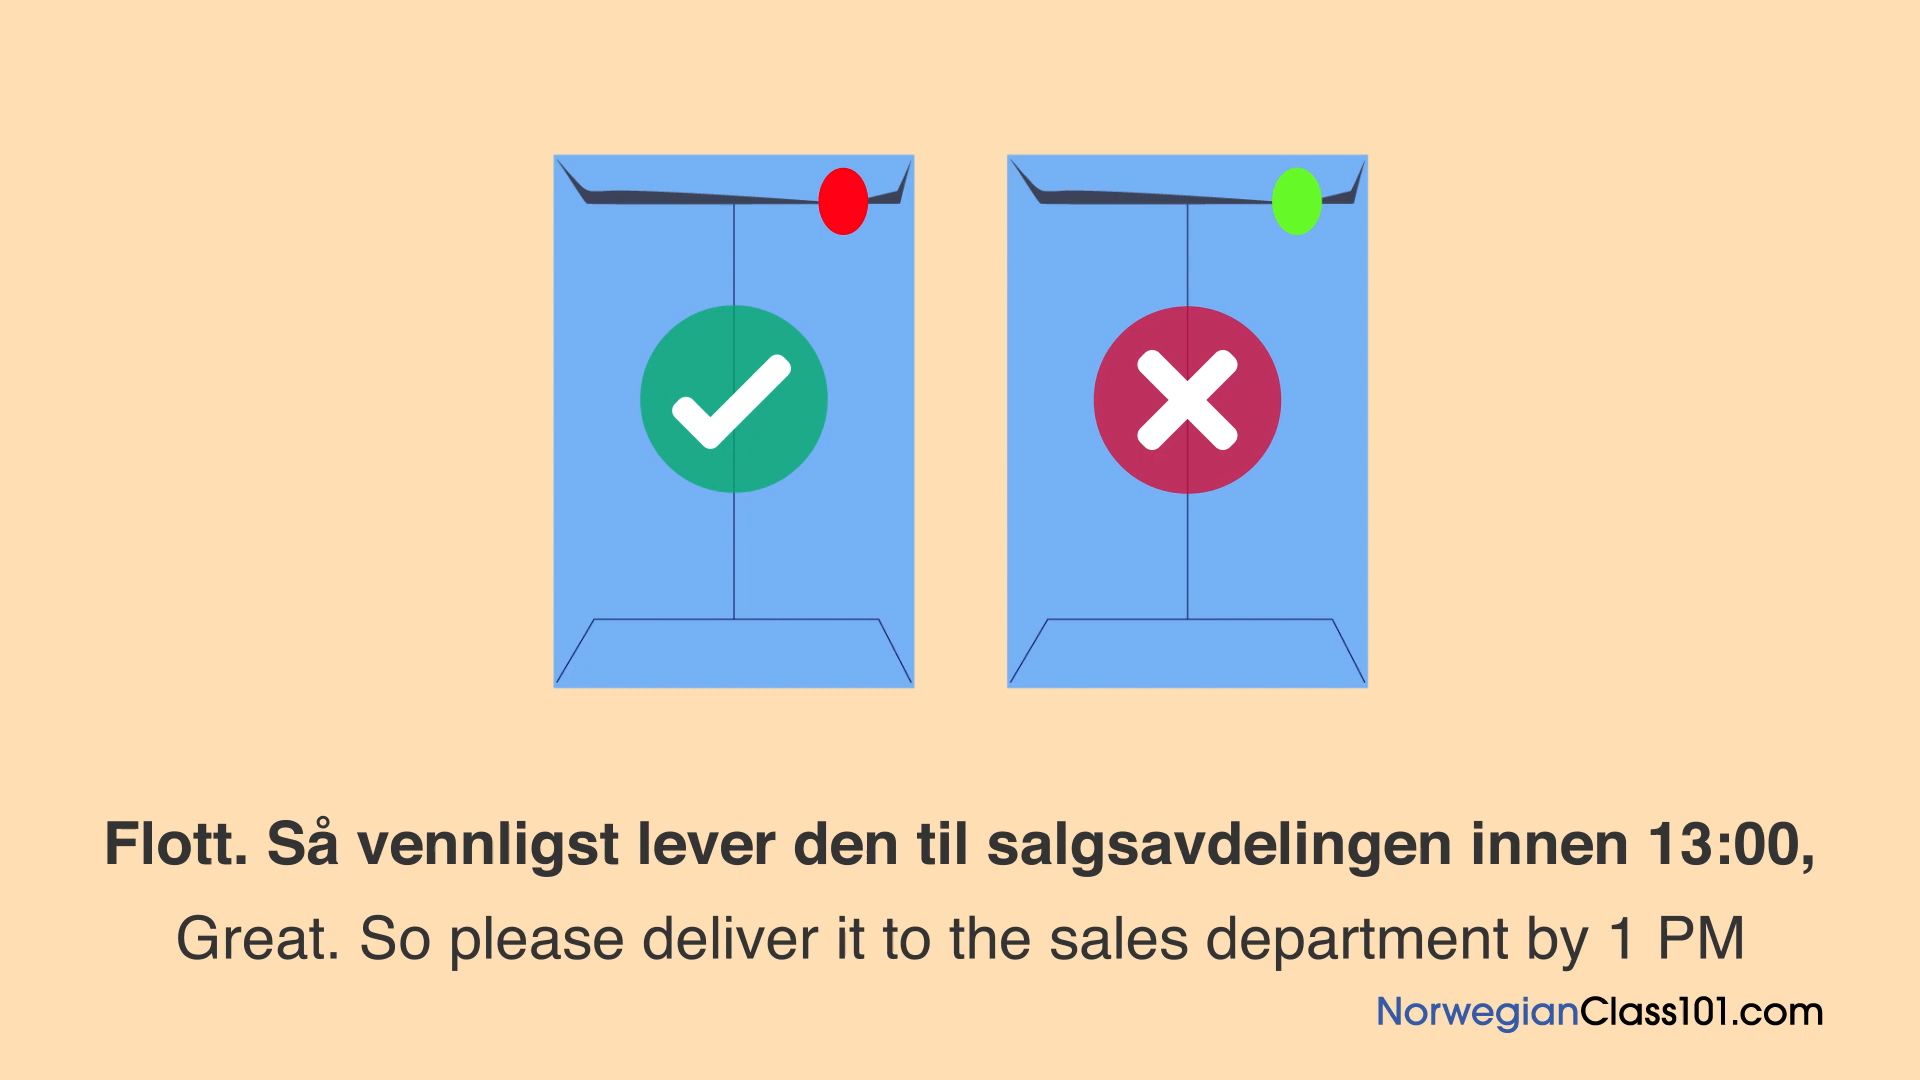 Flott. Så vennligst lever den til salgsavdelingen innen 13:00,
Great. So please deliver it to the sales department by 1 PM
NorwegianClass101.com